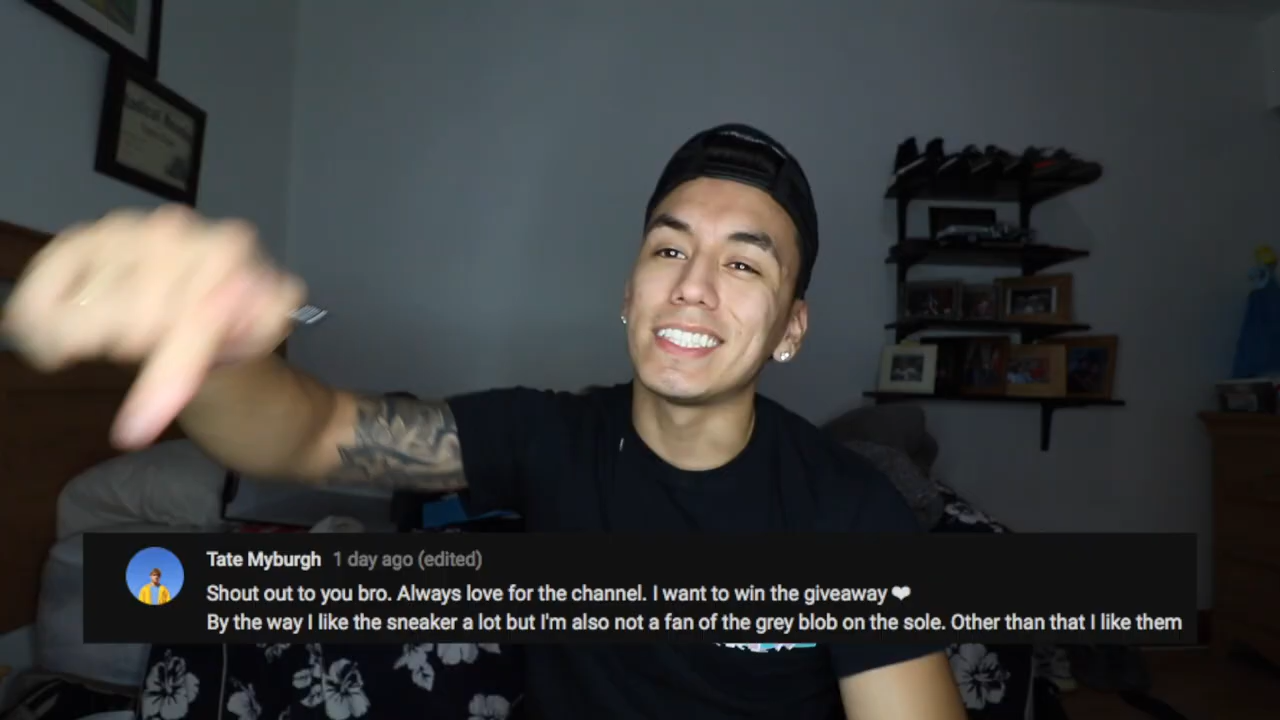 Tate Myburgh 1 day ago (edited)
Shout out to you bro. Always love for the channel. I want to win the giveaway ❤
By the way I like the sneaker a lot but I'm also not a fan of the grey blob on the sole. Other than that I like them